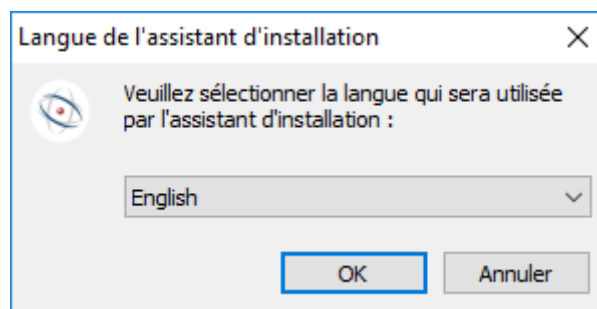 Langue de l'assistant d'installation
Veuillez sélectionner la langue qui sera utilisée
par l'assistant d'installation :
English
OK
Annuler